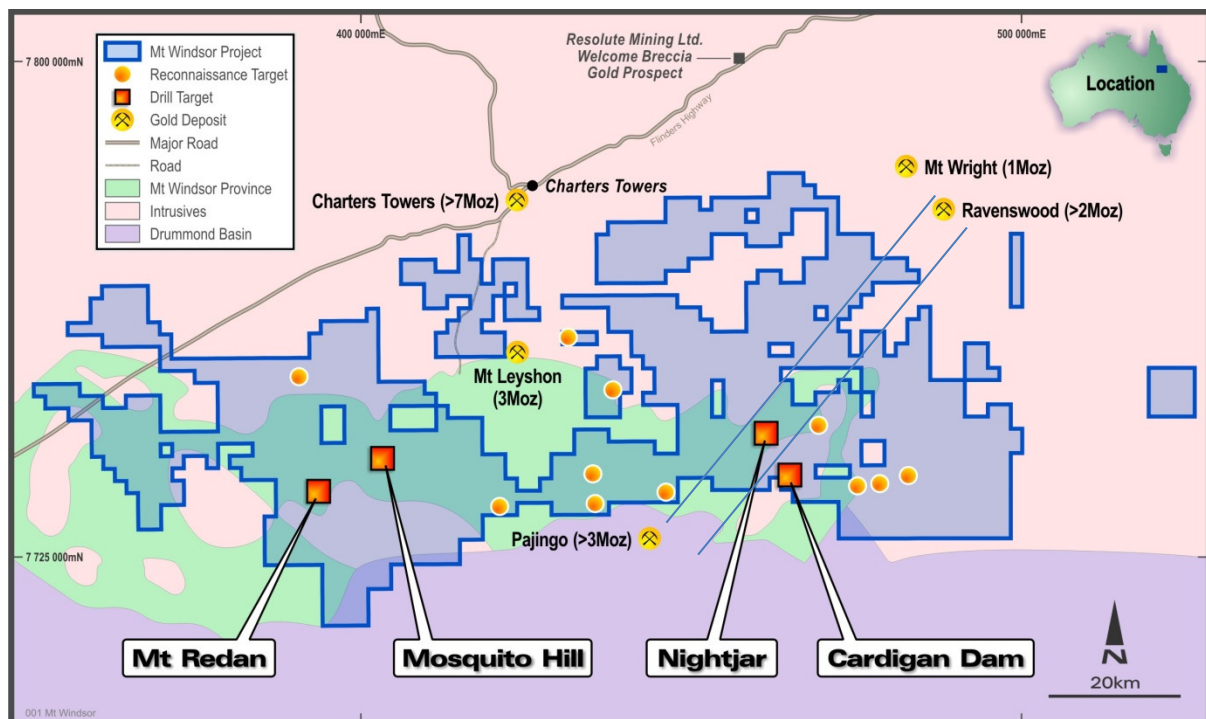 400 000mE
500 000mE
7 800 000mN
Mt Windsor Project
Reconnaissance Target
Drill Target
Gold Deposit
Major Road
Road
Mt Windsor Province
Intrusives
Drummond Basin
Resolute Mining Ltd.
Welcome Breccia
Gold Prospect
Flinders Highway
Location
Mt Wright (1Moz)
Charters Towers
Charters Towers (>7Moz)
Ravenswood (>2Moz)
Mt Leyshon
(3Moz)
Pajingo (>3Moz)
7 725 000mN
Mt Redan
Mosquito Hill
Nightjar
Cardigan Dam
N
20km
001 Mt Windsor